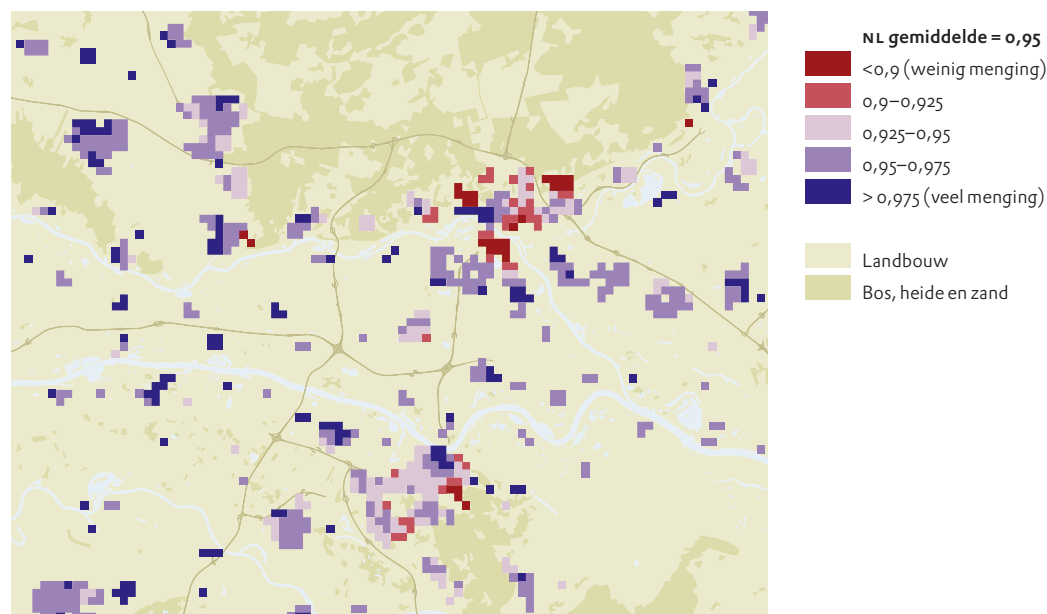 NL gemiddelde = 0,95
<0,9 (weinig menging)
0,9–0,925
0,925–0,95
0,95–0,975
> 0,975 (veel menging)
Landbouw
Bos, heide en zand